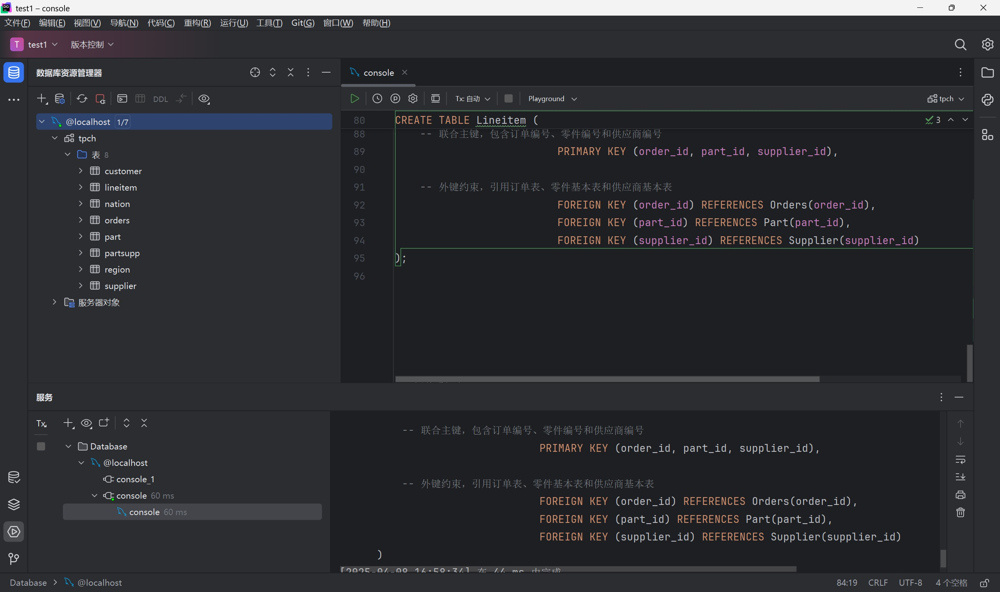 test1 – console
文件(F) 编辑(E) 视图(V) 导航(N) 代码(C) 重构(R) 运行(U) 工具(T) Git(G) 窗口(W) 帮助(H)
T test1 版本控制
数据库资源管理器
DDL
@localhost 1/7
tpch
表 8
customer
lineitem
nation
orders
part
partsupp
region
supplier
服务器对象
console
Tx: 自动 Playground tpch
80 CREATE TABLE Lineitem (
3
88 -- 联合主键，包含订单编号、零件编号和供应商编号
89 PRIMARY KEY (order_id, part_id, supplier_id),
90
91 -- 外键约束，引用订单表、零件基本表和供应商基本表
92 FOREIGN KEY (order_id) REFERENCES Orders(order_id),
93 FOREIGN KEY (part_id) REFERENCES Part(part_id),
94 FOREIGN KEY (supplier_id) REFERENCES Supplier(supplier_id)
95 );
96
服务
Tx
Database
@localhost
console_1
console 60 ms
console 60 ms
-- 联合主键，包含订单编号、零件编号和供应商编号
PRIMARY KEY (order_id, part_id, supplier_id),
-- 外键约束，引用订单表、零件基本表和供应商基本表
FOREIGN KEY (order_id) REFERENCES Orders(order_id),
FOREIGN KEY (part_id) REFERENCES Part(part_id),
FOREIGN KEY (supplier_id) REFERENCES Supplier(supplier_id)
)
[2025-04-08 16:58:34] 在 44 ms 内完成
Database @localhost
84:19 CRLF UTF-8 4 个空格